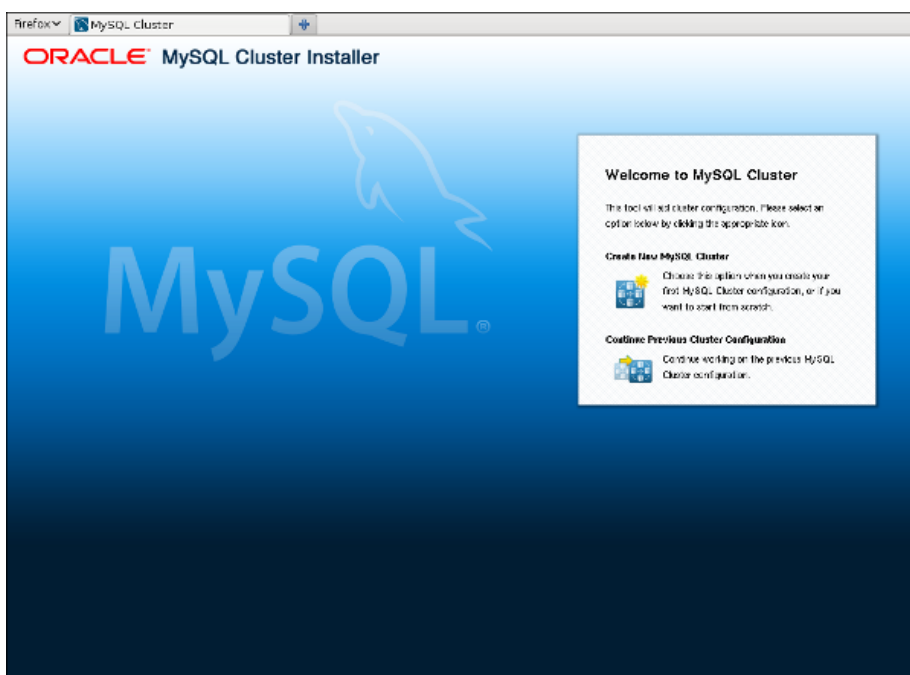 Firefox
MySQL Cluster
ORACLE MySQL Cluster Installer
MySQL®
Welcome to MySQL Cluster
This tool will aid cluster configuration. Please select an
option below by clicking the appropriate icon.
Create New MySQL Cluster
Choose this option when you create your
first MySQL Cluster configuration, or if you
want to start from scratch.
Continue Previous Cluster Configuration
Continue working on the previous MySQL
Cluster configuration.